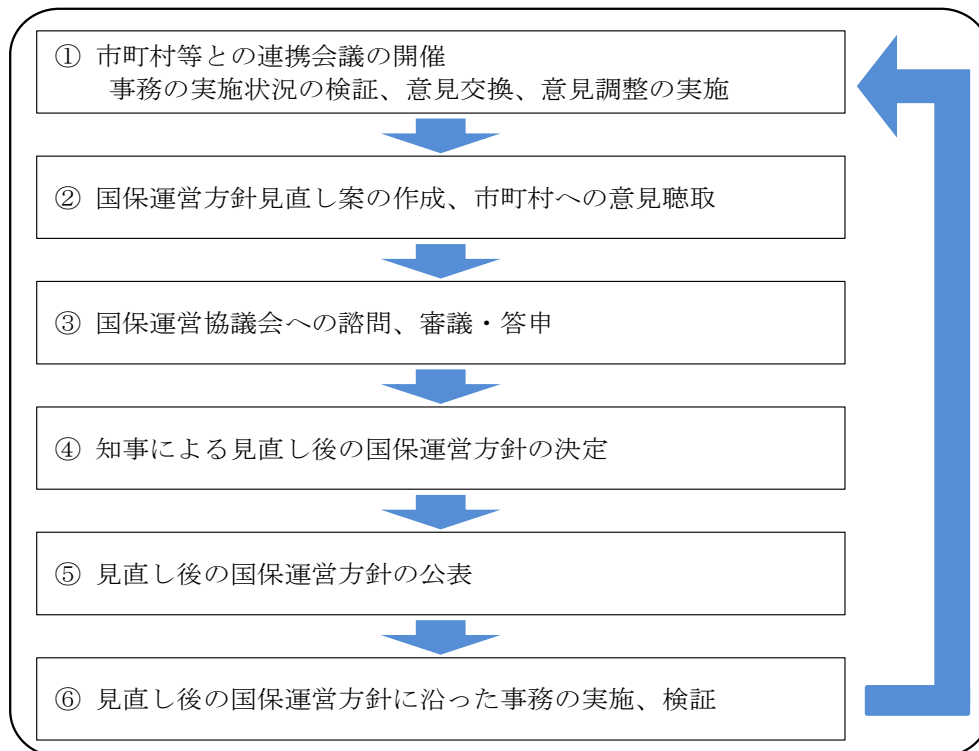 ① 市町村等との連携会議の開催
事務の実施状況の検証、意見交換、意見調整の実施
② 国保運営方針見直し案の作成、市町村への意見聴取
③ 国保運営協議会への諮問、審議・答申
④ 知事による見直し後の国保運営方針の決定
⑤ 見直し後の国保運営方針の公表
⑥ 見直し後の国保運営方針に沿った事務の実施、検証